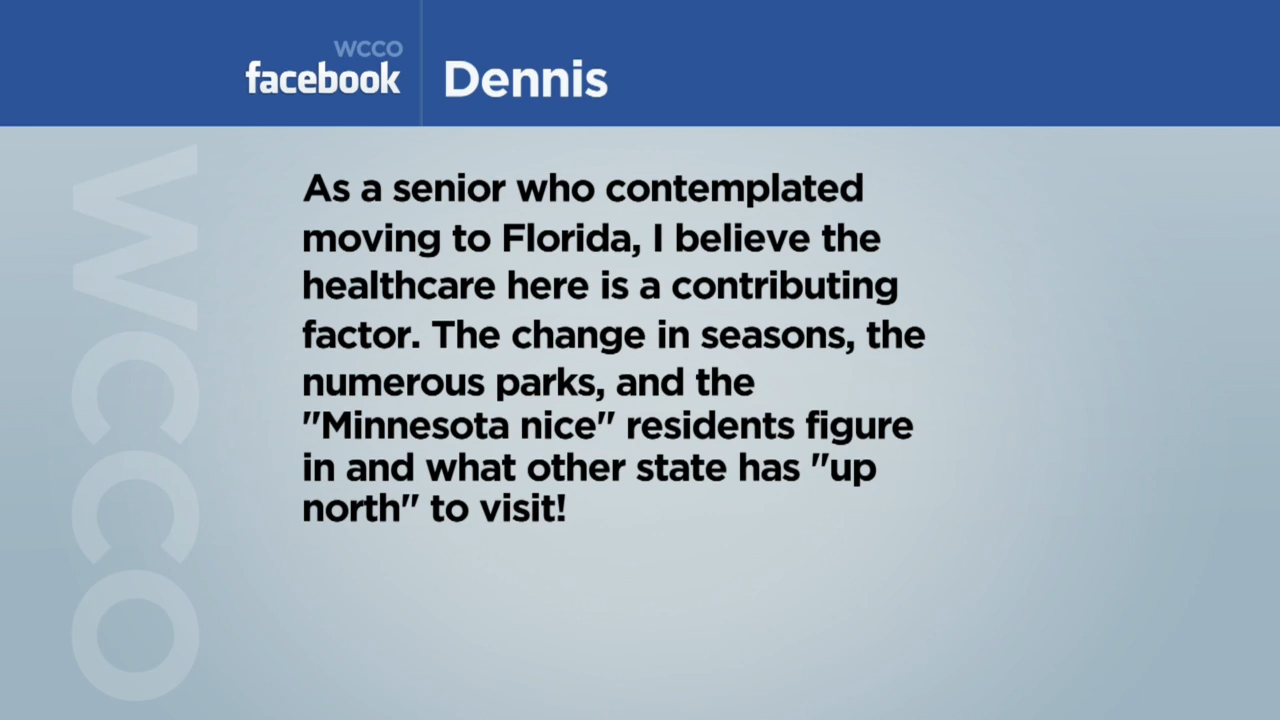 WCCO
facebook
Dennis
WCCO
As a senior who contemplated
moving to Florida, I believe the
healthcare here is a contributing
factor. The change in seasons, the
numerous parks, and the
"Minnesota nice" residents figure
in and what other state has "up
north" to visit!